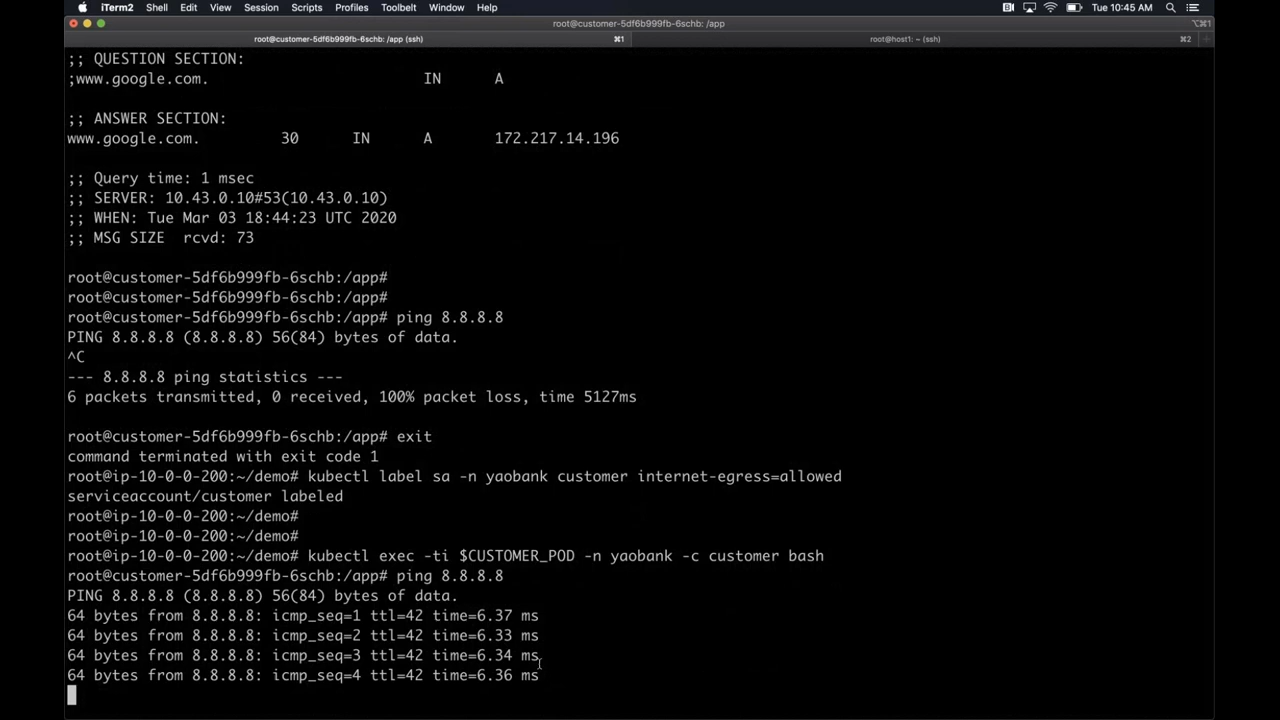 iTerm2 Shell Edit View Session Scripts Profiles Toolbelt Window Help Tue 10:45 AM
root@customer-5df6b999fb-6schb: /app
⌥⌘1
root@customer-5df6b999fb-6schb: /app (ssh) ⌘1 root@host1: ~ (ssh) ⌘2
;; QUESTION SECTION:
;www.google.com. IN A
;; ANSWER SECTION:
www.google.com. 30 IN A 172.217.14.196
;; Query time: 1 msec
;; SERVER: 10.43.0.10#53(10.43.0.10)
;; WHEN: Tue Mar 03 18:44:23 UTC 2020
;; MSG SIZE rcvd: 73
root@customer-5df6b999fb-6schb:/app#
root@customer-5df6b999fb-6schb:/app#
root@customer-5df6b999fb-6schb:/app# ping 8.8.8.8
PING 8.8.8.8 (8.8.8.8) 56(84) bytes of data.
^C
--- 8.8.8.8 ping statistics ---
6 packets transmitted, 0 received, 100% packet loss, time 5127ms
root@customer-5df6b999fb-6schb:/app# exit
command terminated with exit code 1
root@ip-10-0-0-200:~/demo# kubectl label sa -n yaobank customer internet-egress=allowed
serviceaccount/customer labeled
root@ip-10-0-0-200:~/demo#
root@ip-10-0-0-200:~/demo#
root@ip-10-0-0-200:~/demo# kubectl exec -ti $CUSTOMER_POD -n yaobank -c customer bash
root@customer-5df6b999fb-6schb:/app# ping 8.8.8.8
PING 8.8.8.8 (8.8.8.8) 56(84) bytes of data.
64 bytes from 8.8.8.8: icmp_seq=1 ttl=42 time=6.37 ms
64 bytes from 8.8.8.8: icmp_seq=2 ttl=42 time=6.33 ms
64 bytes from 8.8.8.8: icmp_seq=3 ttl=42 time=6.34 ms
64 bytes from 8.8.8.8: icmp_seq=4 ttl=42 time=6.36 ms